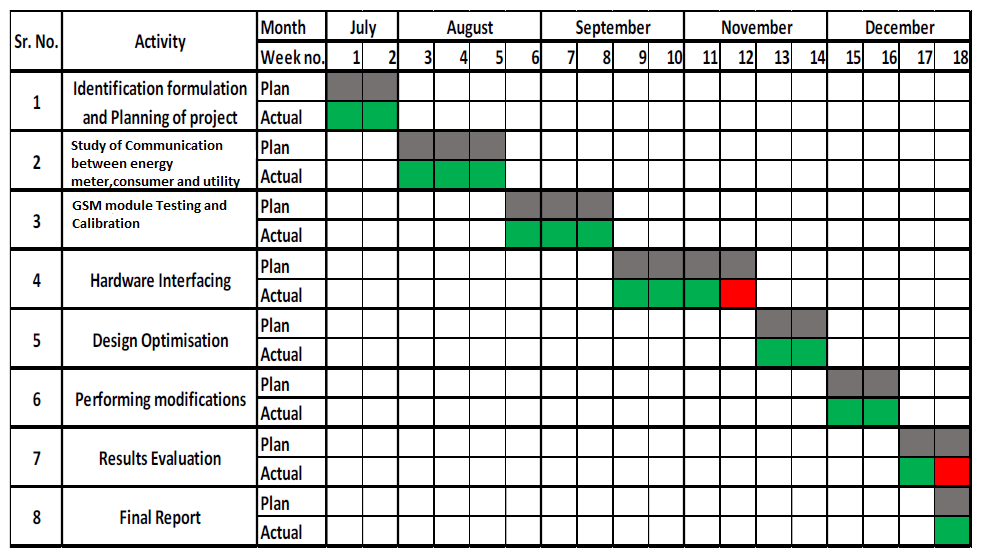 Sr. No. Activity Month July August September November December
Week no. 1 2 3 4 5 6 7 8 9 10 11 12 13 14 15 16 17 18
1 Identification formulation Plan
and Planning of project Actual
2 Study of Communication Plan
between energy
meter,consumer and utility Actual
3 GSM module Testing and Plan
Calibration
Actual
4 Hardware Interfacing Plan
Actual
5 Design Optimisation Plan
Actual
6 Performing modifications Plan
Actual
7 Results Evaluation Plan
Actual
8 Final Report Plan
Actual